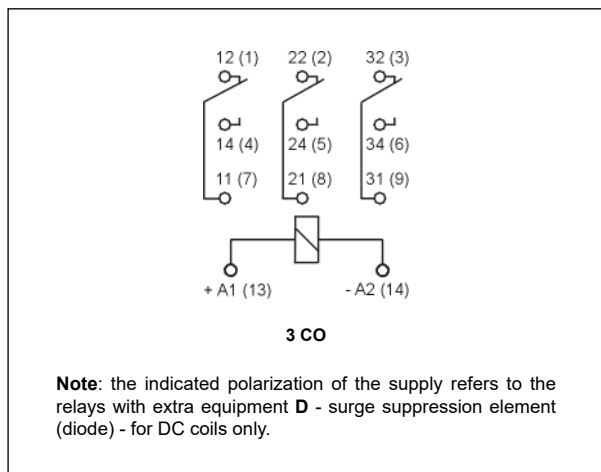 12 (1) 22 (2) 32 (3)
14 (4) 24 (5) 34 (6)
11 (7) 21 (8) 31 (9)
+ A1 (13) - A2 (14)
3 CO
Note: the indicated polarization of the supply refers to the
relays with extra equipment D - surge suppression element
(diode) - for DC coils only.